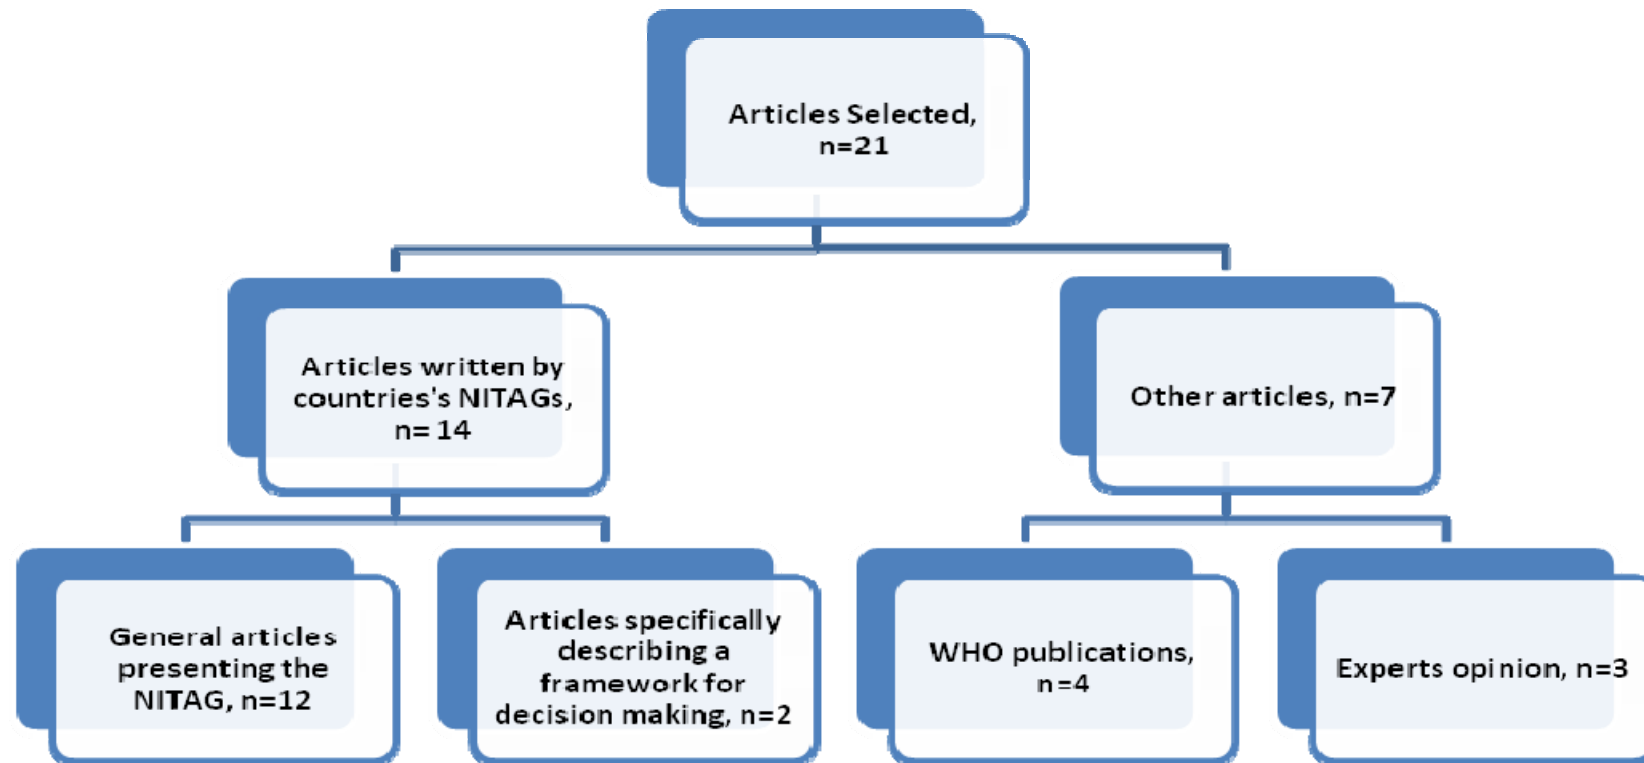 Articles Selected,
n=21
Articles written by
countries's NITAGs,
n= 14
Other articles, n=7
General articles
presenting the
NITAG, n=12
Articles specifically
describing a
framework for
decision making, n=2
WHO publications,
n=4
Experts opinion, n=3